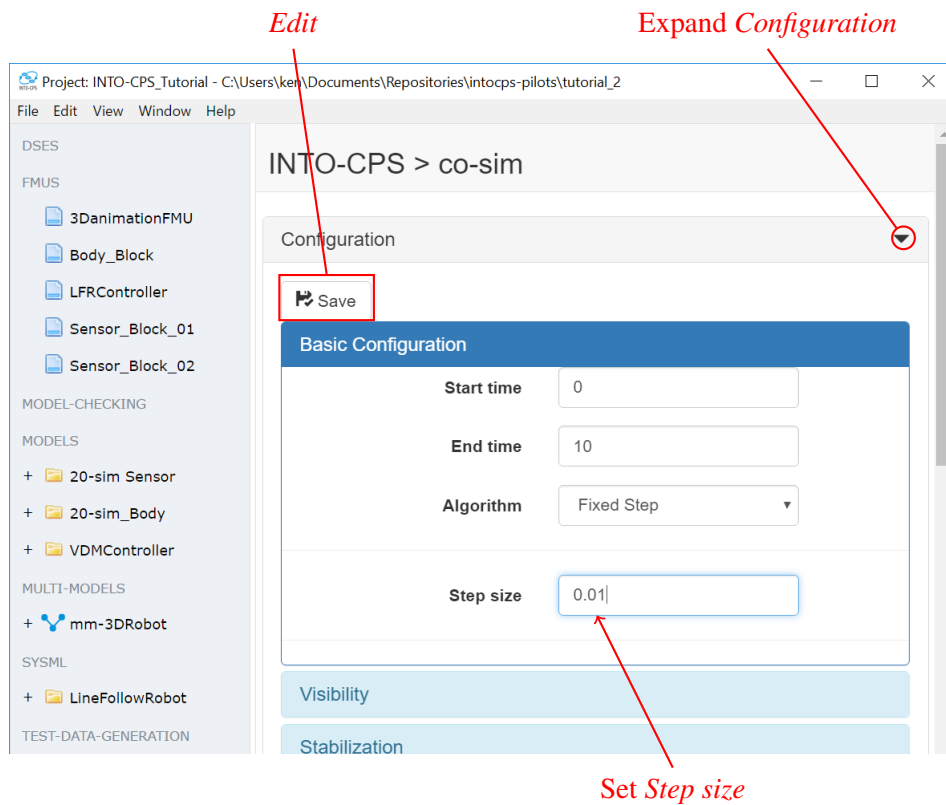 Edit
Expand Configuration
Project: INTO-CPS_Tutorial - C:\Users\ken\Documents\Repositories\intocps-pilots\tutorial_2
File Edit View Window Help
DSES
FMUS
3DanimationFMU
Body_Block
LFRController
Sensor_Block_01
Sensor_Block_02
MODEL-CHECKING
MODELS
+ 20-sim Sensor
+ 20-sim_Body
+ VDMController
MULTI-MODELS
+ mm-3DRobot
SYSML
+ LineFollowRobot
TEST-DATA-GENERATION
INTO-CPS > co-sim
Configuration
Save
Basic Configuration
Start time 0
End time 10
Algorithm Fixed Step
Step size 0.01
Visibility
Stabilization
Set Step size